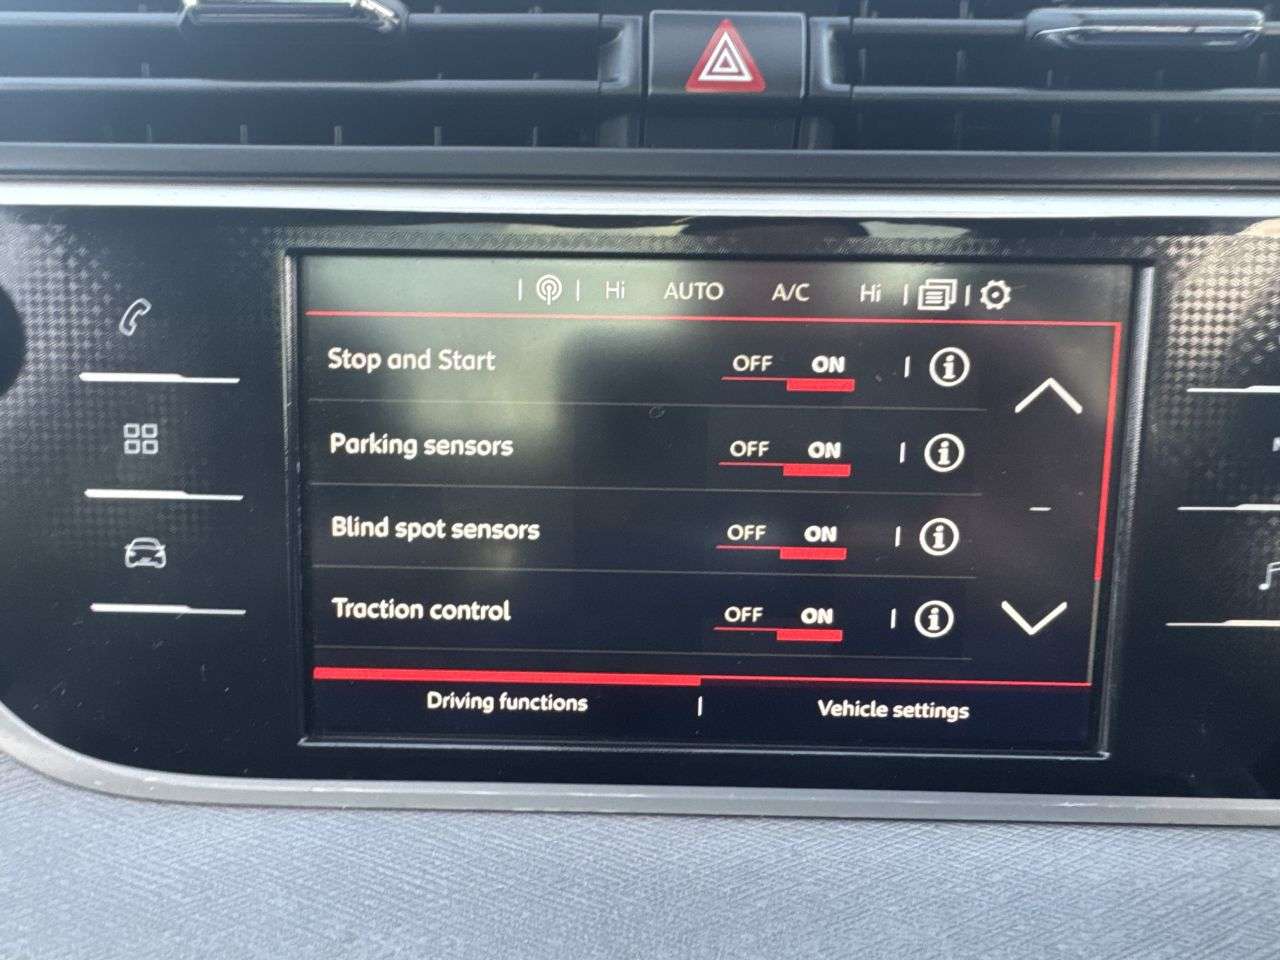 Hi AUTO A/C Hi
Stop and Start OFF ON
Parking sensors OFF ON
Blind spot sensors OFF ON
Traction control OFF ON
Driving functions Vehicle settings